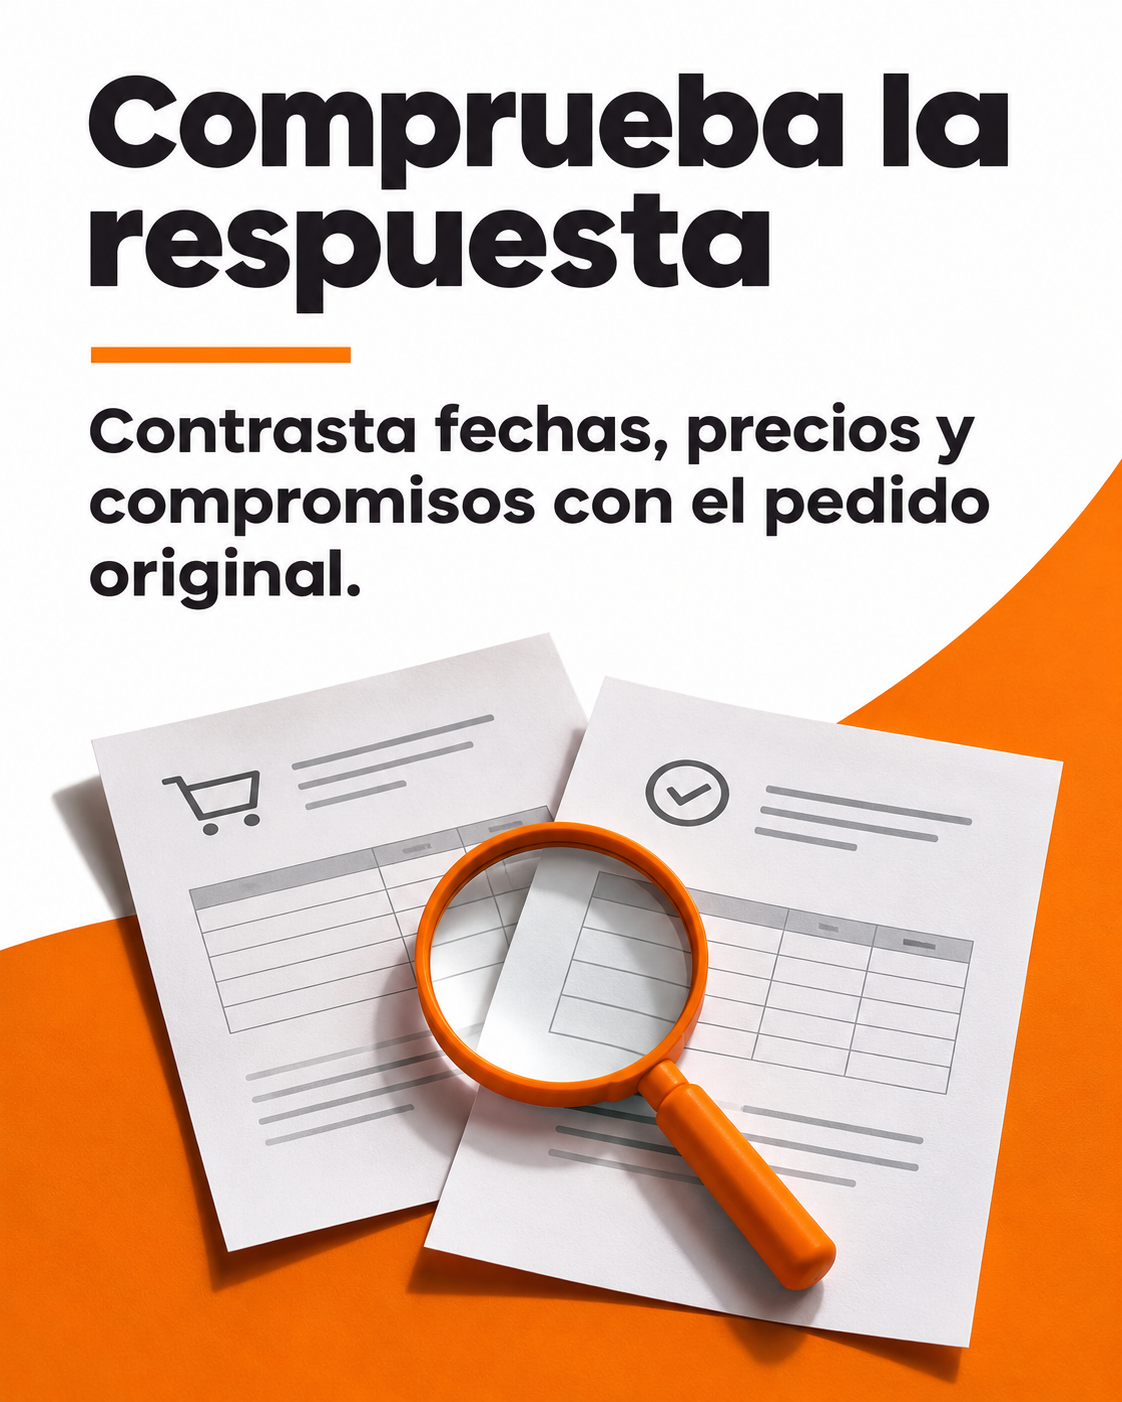 Comprueba la
respuesta
Contrasta fechas, precios y
compromisos con el pedido
original.